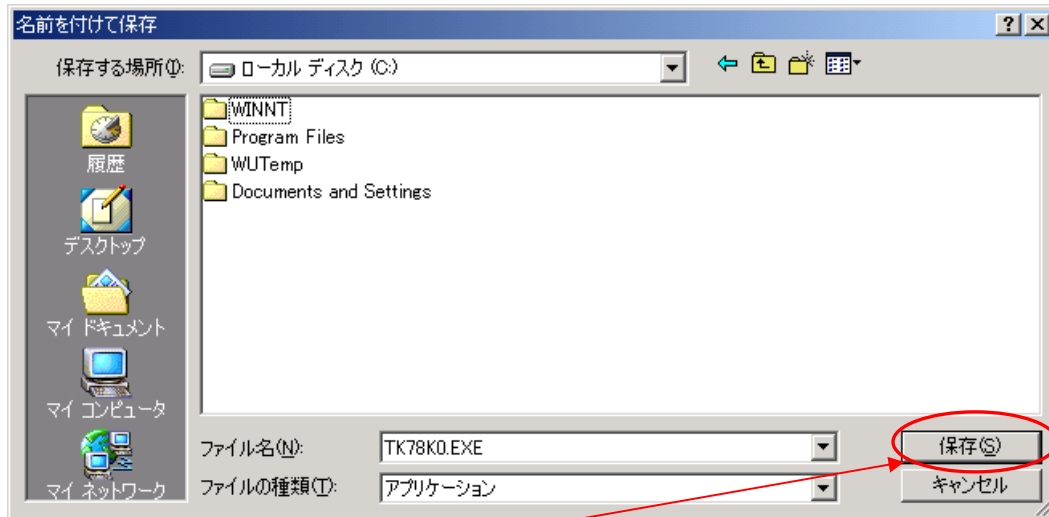 名前を付けて保存
保存する場所(I):
ローカル ディスク (C:)
履歴
デスクトップ
マイ ドキュメント
マイ コンピュータ
マイ ネットワーク
WINNT
Program Files
WUTemp
Documents and Settings
ファイル名(N):
TK78K0.EXE
保存(S)
ファイルの種類(T):
アプリケーション
キャンセル